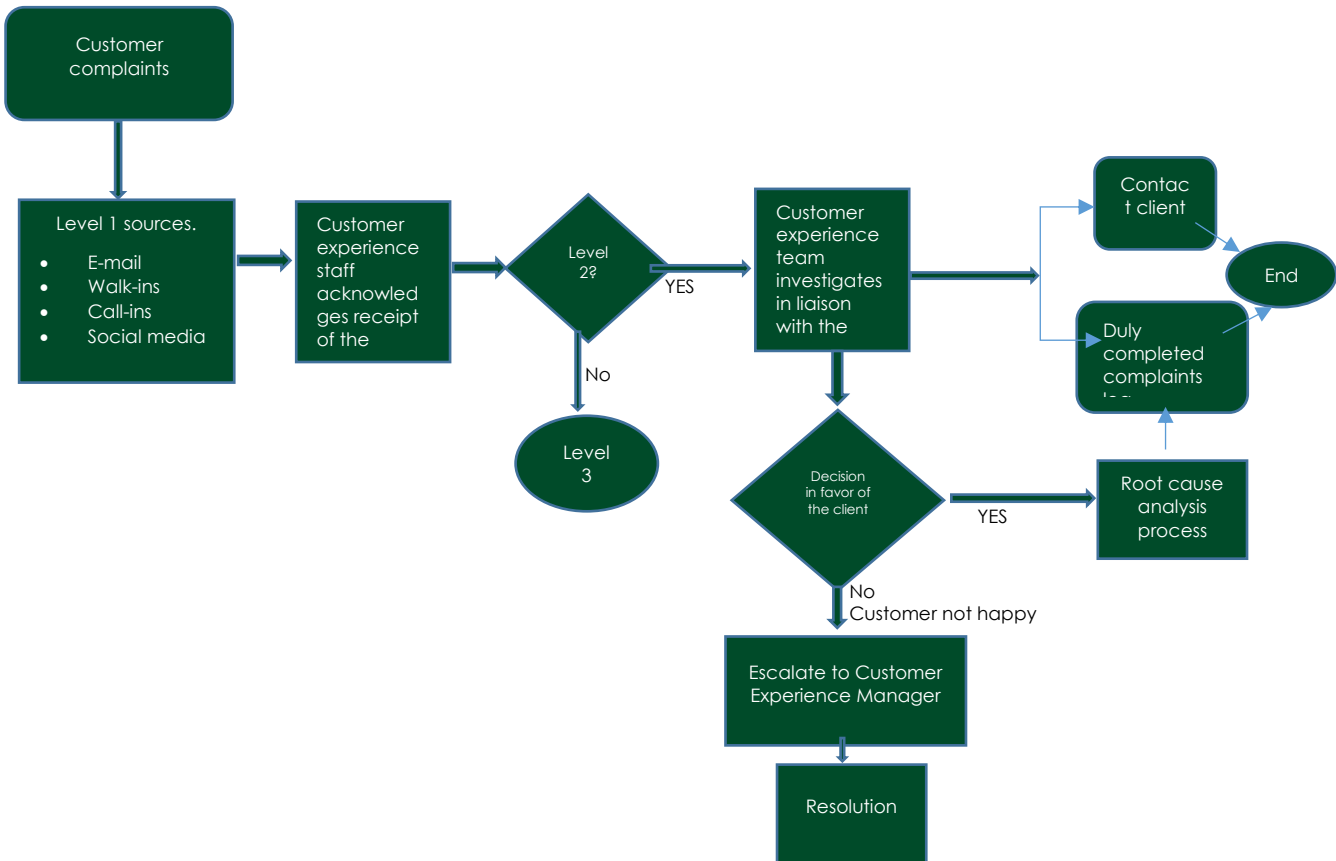 Customer
complaints
Level 1 sources.
• E-mail
• Walk-ins
• Call-ins
• Social media
Customer
experience
staff
acknowled
ges receipt
of the
Level
2?
YES
No
Level
3
Customer
experience
team
investigates
in liaison
with the
Contac
t client
End
Duly
completed
complaints
Decision
in favor of
the client
YES
Root cause
analysis
process
No
Customer not happy
Escalate to Customer
Experience Manager
Resolution